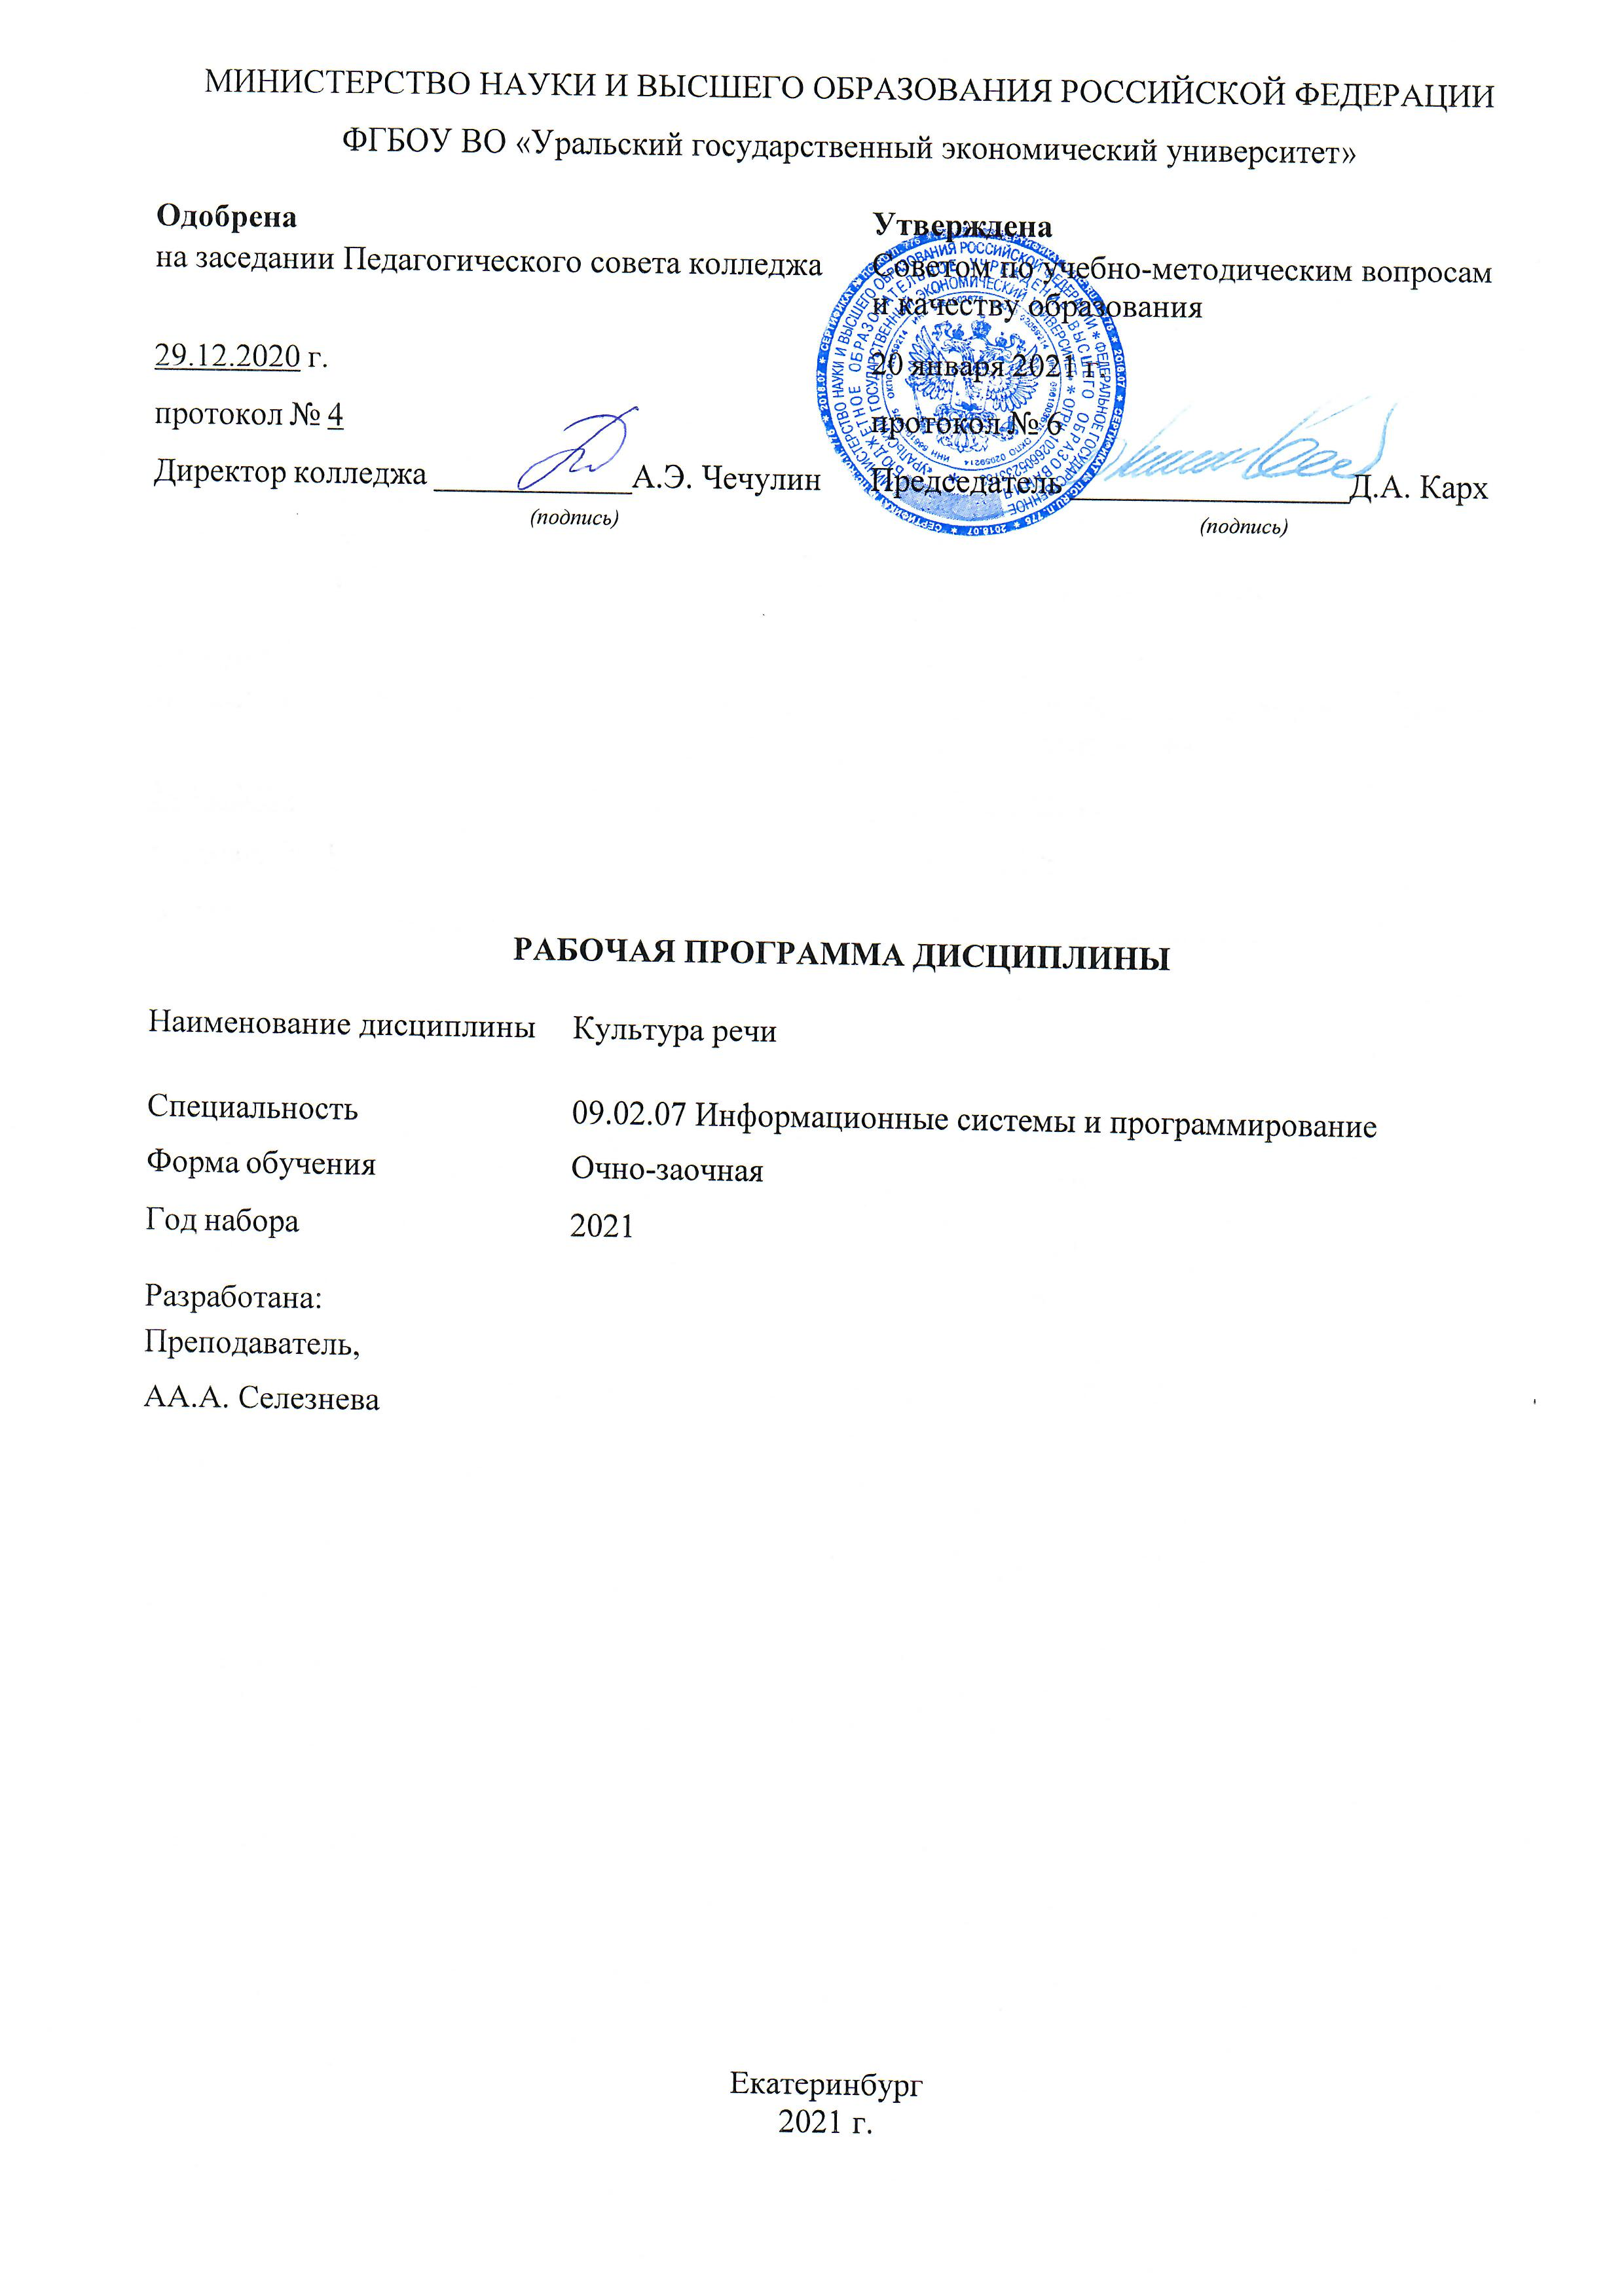 МИНИСТЕРСТВО НАУКИ И ВЫСШЕГО ОБРАЗОВАНИЯ РОССИЙСКОЙ ФЕДЕРАЦИИ
ФГБОУ ВО «Уральский государственный экономический университет»
Одобрена
на заседании Педагогического совета колледжа
29.12.2020 г.
протокол № 4
Директор колледжа ____________А.Э. Чечулин
(подпись)
Утверждена
Советом по учебно-методическим вопросам
и качеству образования
20 января 2021 г.
протокол № 6
Председатель_________________Д.А. Карх
(подпись)
РАБОЧАЯ ПРОГРАММА ДИСЦИПЛИНЫ
Наименование дисциплины Культура речи
Специальность 09.02.07 Информационные системы и программирование
Форма обучения Очно-заочная
Год набора 2021
Разработана:
Преподаватель,
АА.А. Селезнева
Екатеринбург
2021 г.